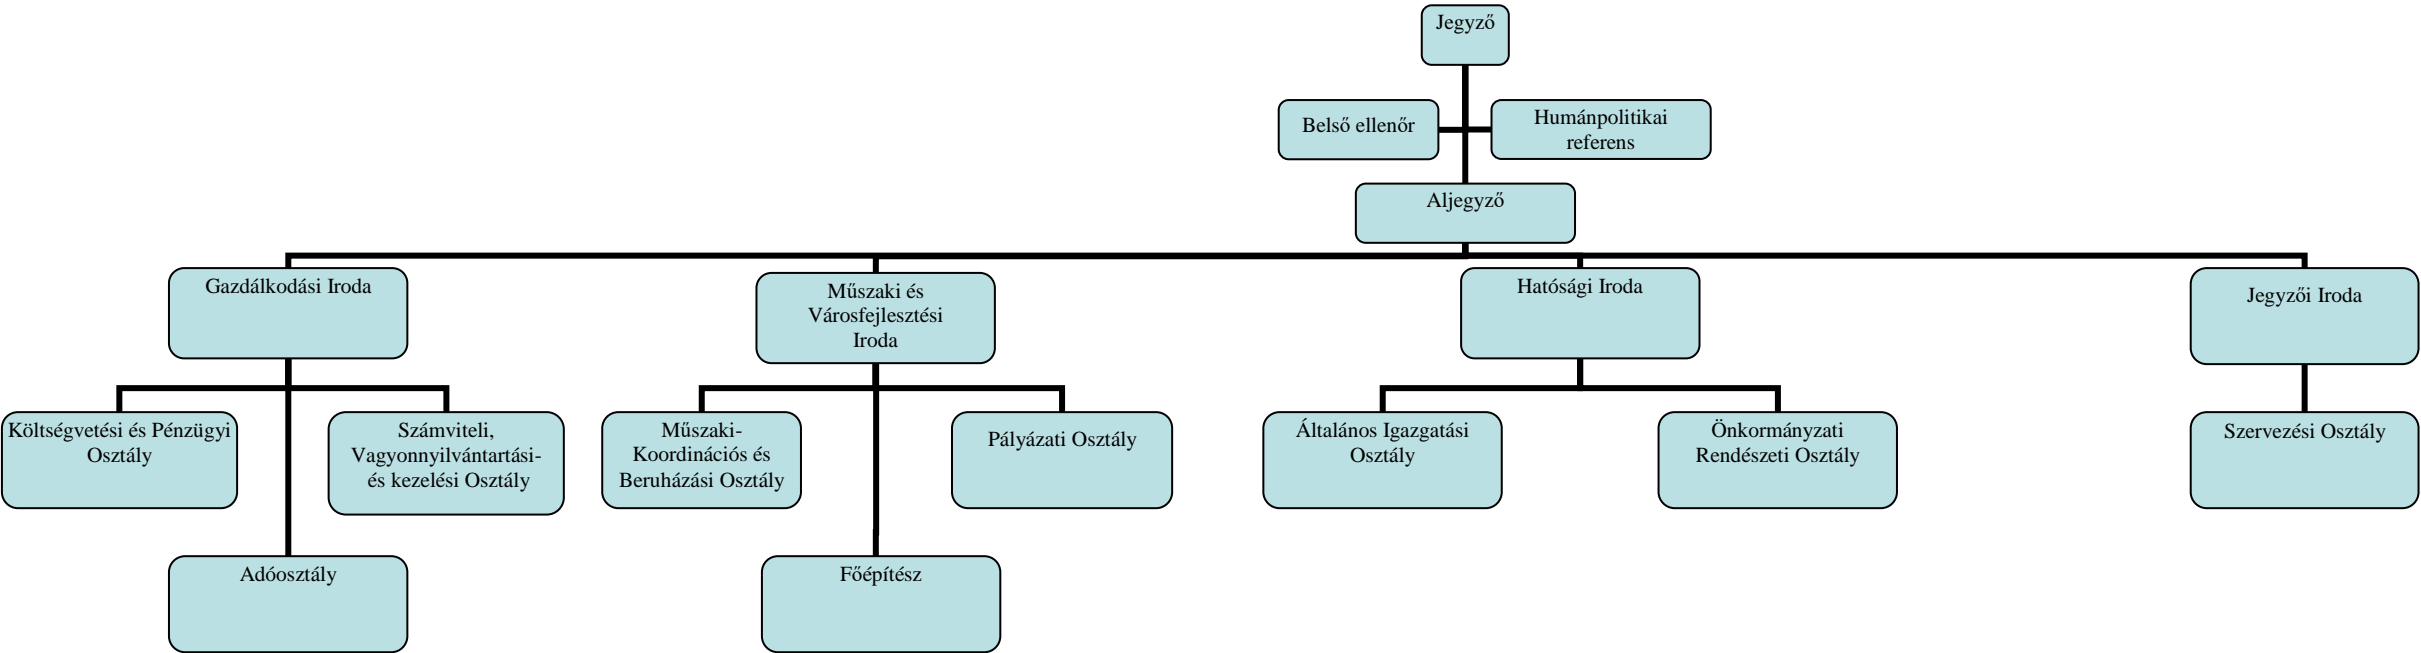 Jegyző
Belső ellenőr
Humánpolitikai
referens
Aljegyző
Gazdálkodási Iroda
Műszaki és
Városfejlesztési
Iroda
Hatósági Iroda
Jegyzői Iroda
Költségvetési és Pénzügyi
Osztály
Számviteli,
Vagyonnyilvántartási-
és kezelési Osztály
Műszaki-
Koordinációs és
Beruházási Osztály
Pályázati Osztály
Általános Igazgatási
Osztály
Önkormányzati
Rendészeti Osztály
Szervezési Osztály
Adóosztály
Főépítész